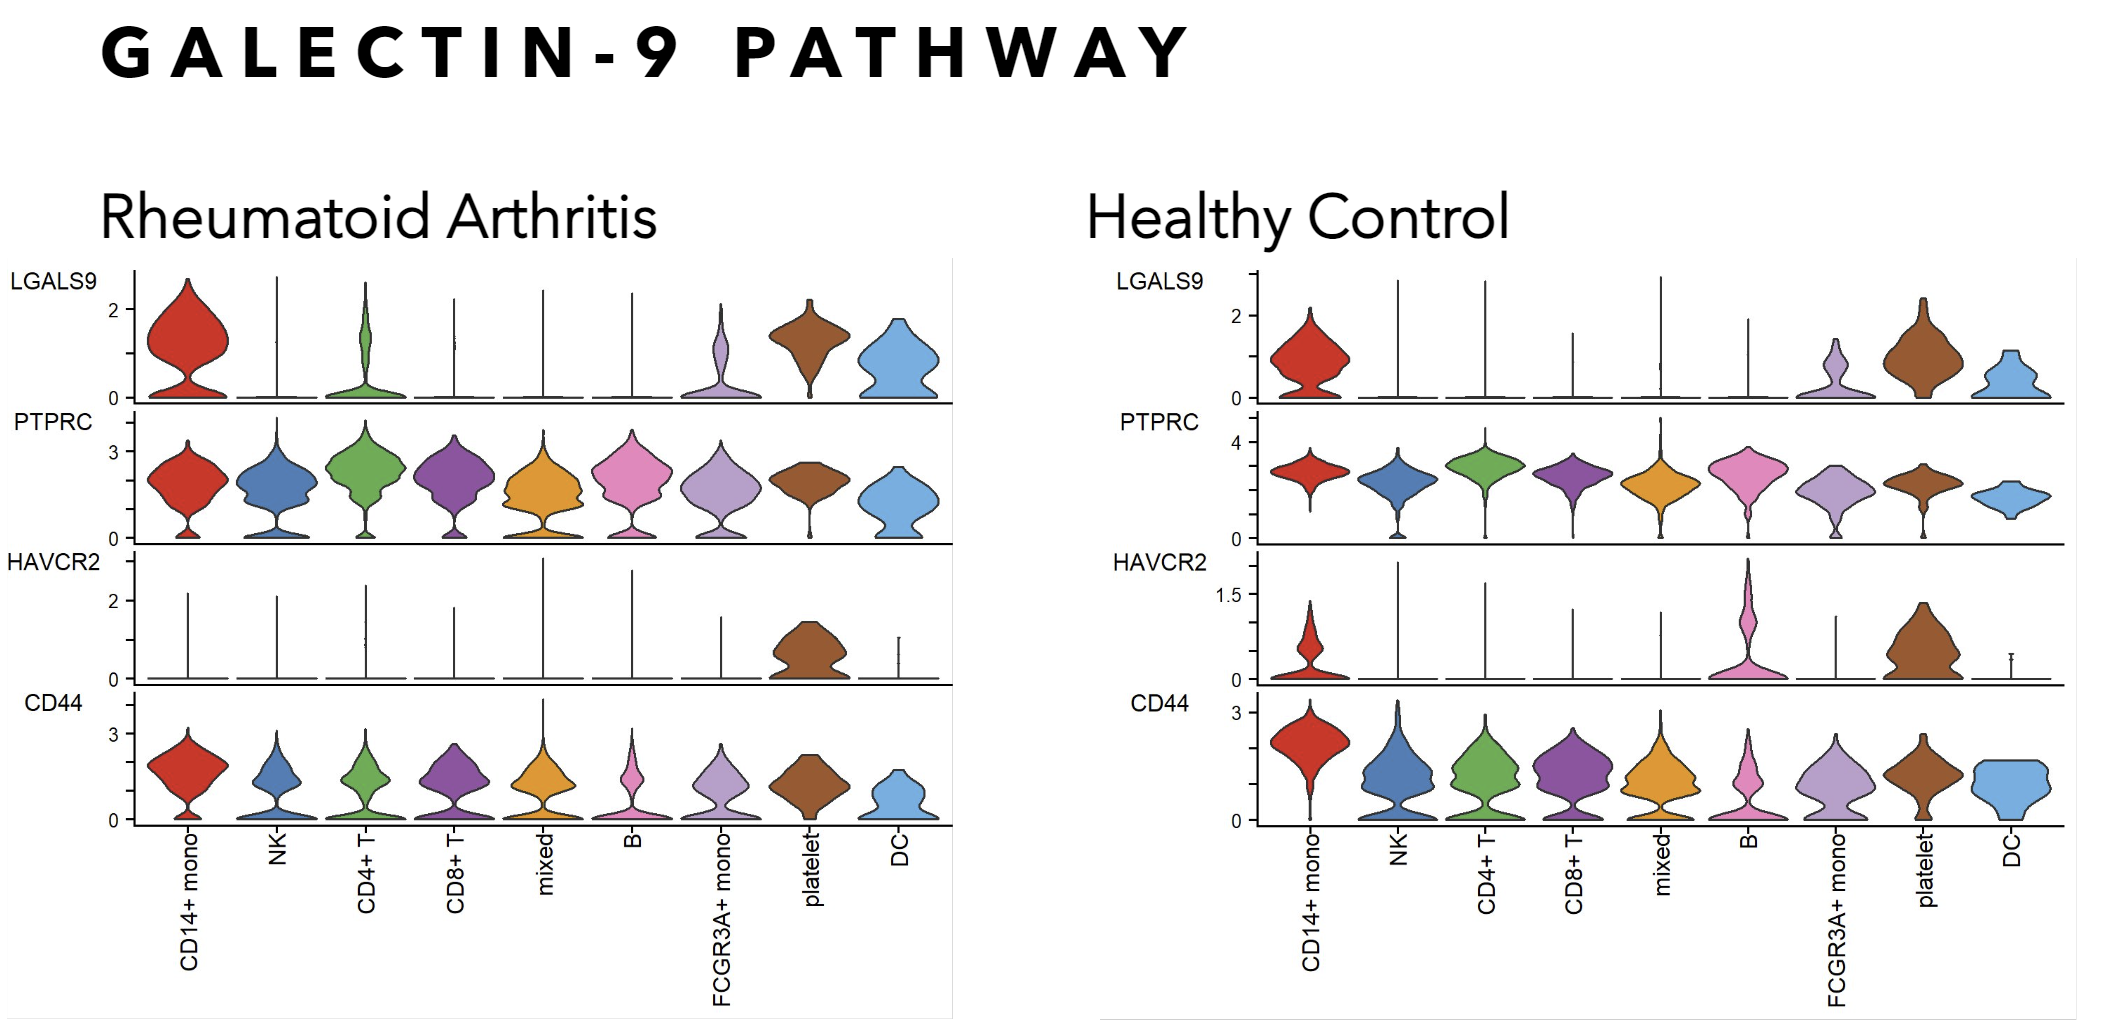 GALECTIN-9 PATHWAY
Rheumatoid Arthritis
LGALS9
2
0
PTPRC
3
0
HAVCR2
2
0
CD44
3
0
CD14+ mono
NK
CD4+ T
CD8+ T
mixed
B
FCGR3A+ mono
platelet
DC
Healthy Control
LGALS9
2
0
PTPRC
4
0
HAVCR2
1.5
0
CD44
3
0
CD14+ mono
NK
CD4+ T
CD8+ T
mixed
B
FCGR3A+ mono
platelet
DC